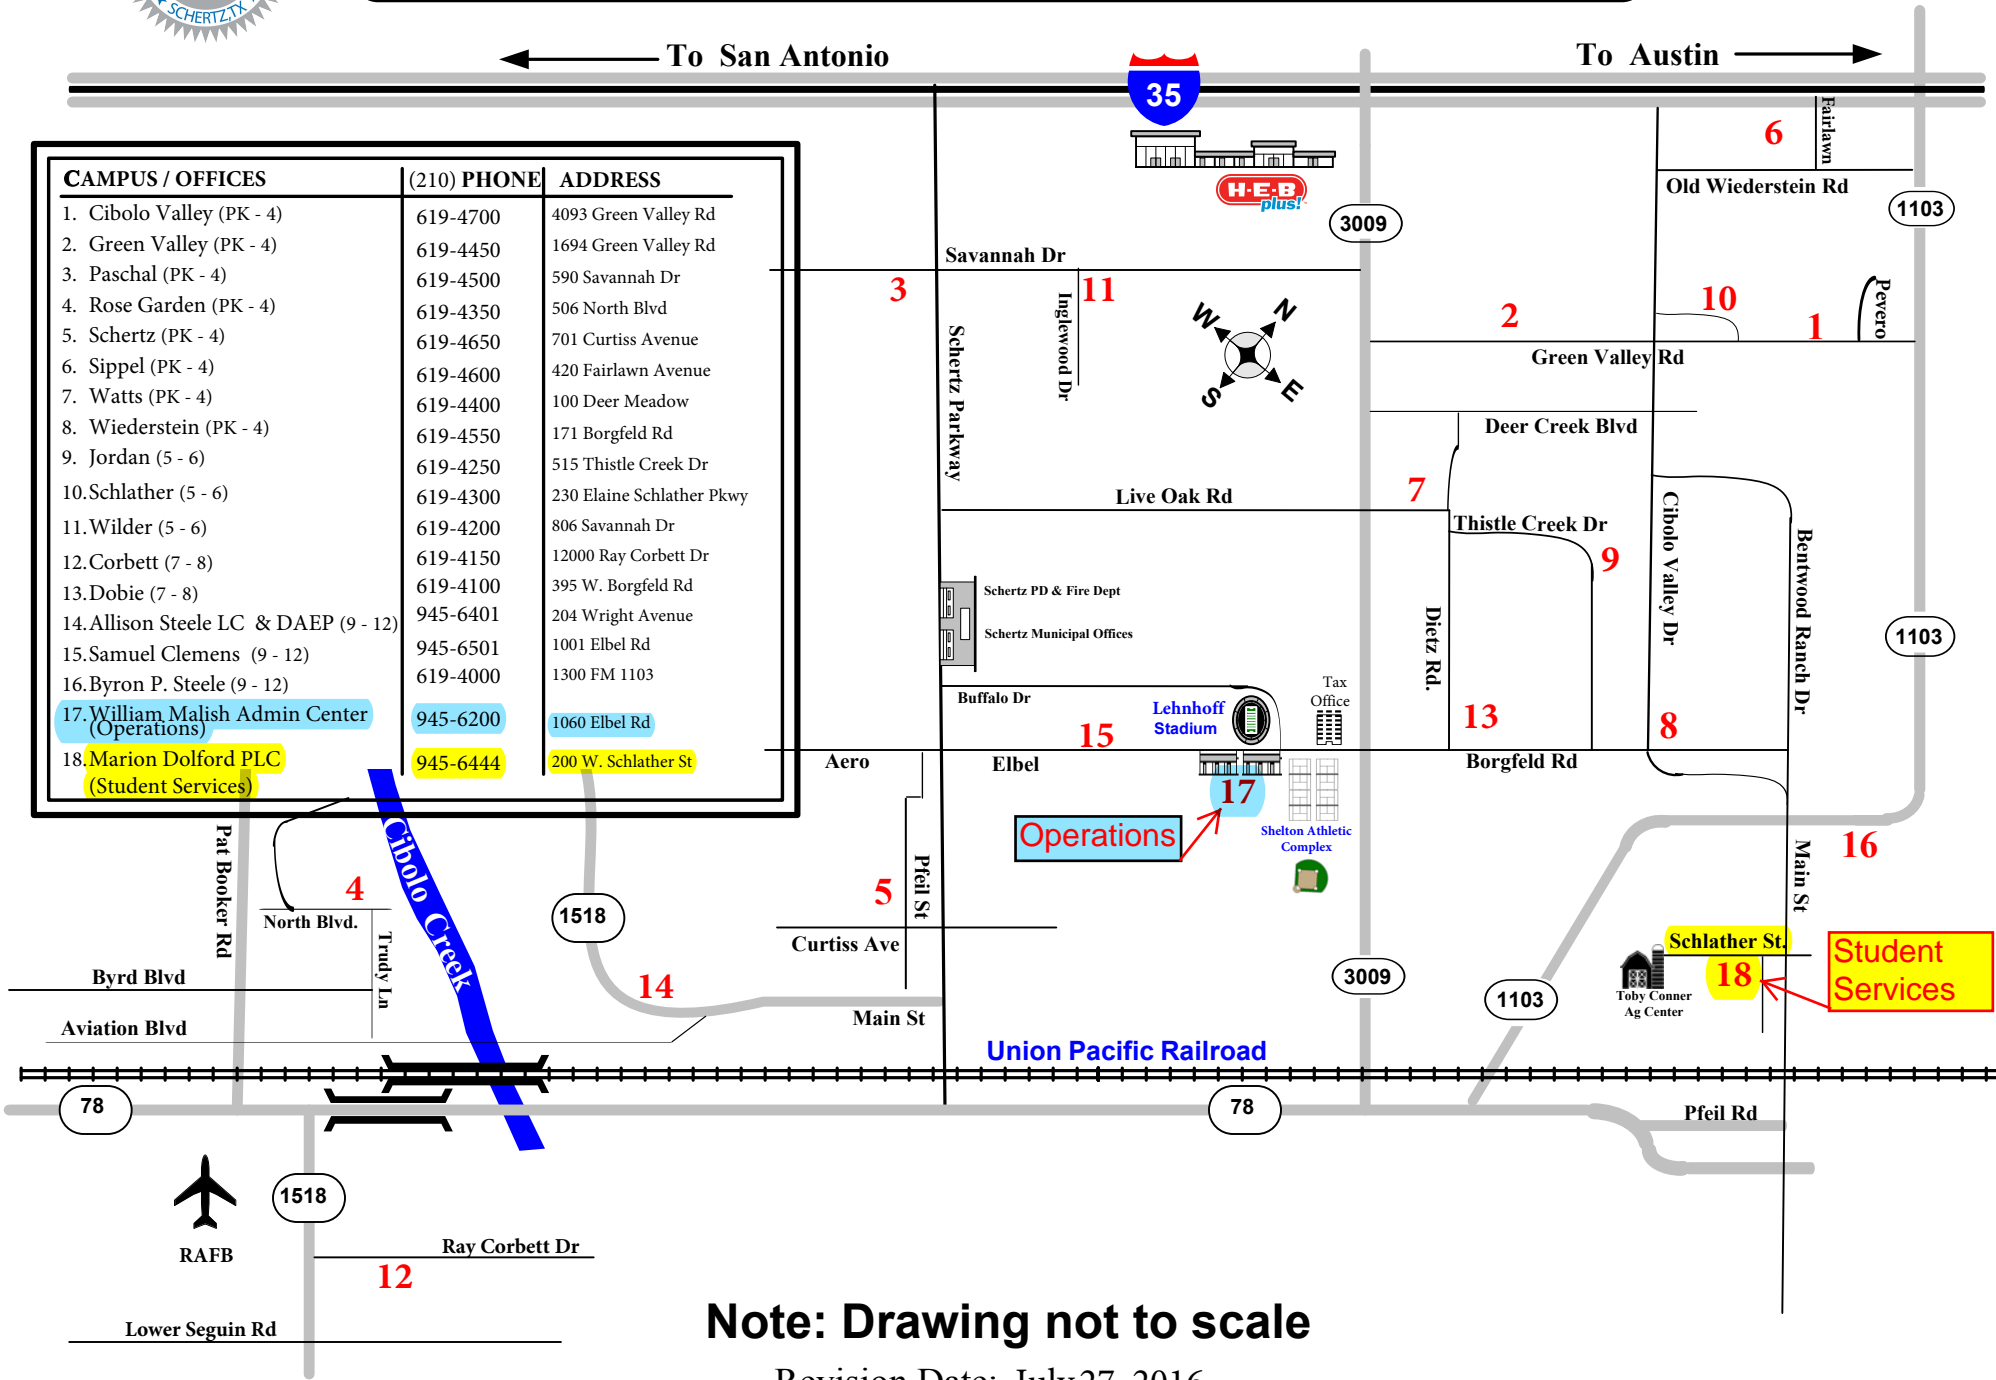 SCHERTZ,TX
To San Antonio
To Austin
35
H-E-B
plus!
Fairlawn
6
Old Wiederstein Rd
3009
1103
CAMPUS / OFFICES (210) PHONE ADDRESS
1. Cibolo Valley (PK - 4) 619-4700 4093 Green Valley Rd
2. Green Valley (PK - 4) 619-4450 1694 Green Valley Rd
3. Paschal (PK - 4) 619-4500 590 Savannah Dr
4. Rose Garden (PK - 4) 619-4350 506 North Blvd
5. Schertz (PK - 4) 619-4650 701 Curtiss Avenue
6. Sippel (PK - 4) 619-4600 420 Fairlawn Avenue
7. Watts (PK - 4) 619-4400 100 Deer Meadow
8. Wiederstein (PK - 4) 619-4550 171 Borgfeld Rd
9. Jordan (5 - 6) 619-4250 515 Thistle Creek Dr
10.Schlather (5 - 6) 619-4300 230 Elaine Schlather Pkwy
11.Wilder (5 - 6) 619-4200 806 Savannah Dr
12.Corbett (7 - 8) 619-4150 12000 Ray Corbett Dr
13.Dobie (7 - 8) 619-4100 395 W. Borgfeld Rd
14.Allison Steele LC & DAEP (9 - 12) 945-6401 204 Wright Avenue
15.Samuel Clemens (9 - 12) 945-6501 1001 Elbel Rd
16.Byron P. Steele (9 - 12) 619-4000 1300 FM 1103
17.William Malish Admin Center 945-6200 1060 Elbel Rd
(Operations)
18.Marion Dolford PLC 945-6444 200 W. Schlather St
(Student Services)
Savannah Dr
3
11
Inglewood Dr
Schertz Parkway
W
N
S
E
2
10
1
Pevero
Green Valley Rd
Deer Creek Blvd
7
Live Oak Rd
Thistle Creek Dr
9
Cibolo Valley Dr
Bentwood Ranch Dr
Dietz Rd.
1103
Schertz PD & Fire Dept
Schertz Municipal Offices
Buffalo Dr
Lehnhoff
Stadium
Tax
Office
15
13
8
Aero
Elbel
Borgfeld Rd
17
Operations
Shelton Athletic
Complex
16
Main St
Pat Booker Rd
Cibolo Creek
4
North Blvd.
Trudy Ln
1518
5
Pfeil St
Curtiss Ave
Byrd Blvd
Aviation Blvd
14
Main St
3009
1103
Schlather St.
18
Student
Services
Toby Conner
Ag Center
Union Pacific Railroad
78
78
Pfeil Rd
RAFB
1518
Ray Corbett Dr
12
Lower Seguin Rd
Note: Drawing not to scale
Revision Date: July 27, 2016